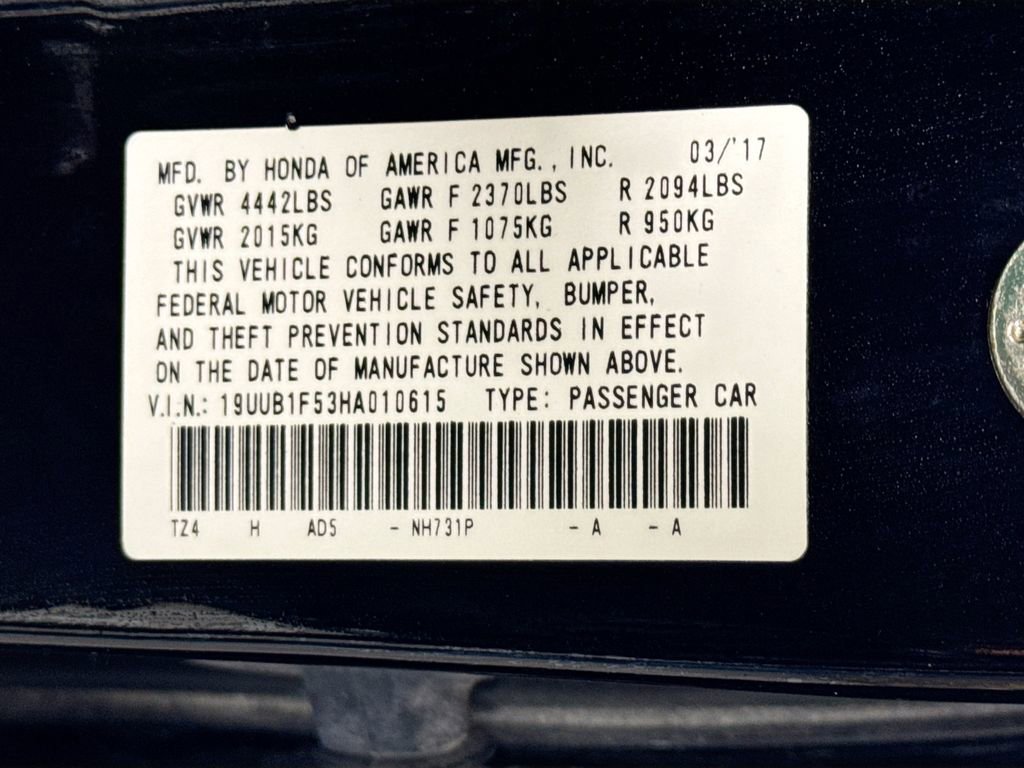 MFD. BY HONDA OF AMERICA MFG., INC. 03/'17
GVWR 4442LBS GAWR F 2370LBS R 2094LBS
GVWR 2015KG GAWR F 1075KG R 950KG
THIS VEHICLE CONFORMS TO ALL APPLICABLE
FEDERAL MOTOR VEHICLE SAFETY, BUMPER,
AND THEFT PREVENTION STANDARDS IN EFFECT
ON THE DATE OF MANUFACTURE SHOWN ABOVE.
V.I.N.: 19UUB1F53HA010615 TYPE: PASSENGER CAR
TZ4 H AD5 - NH731P - A - A